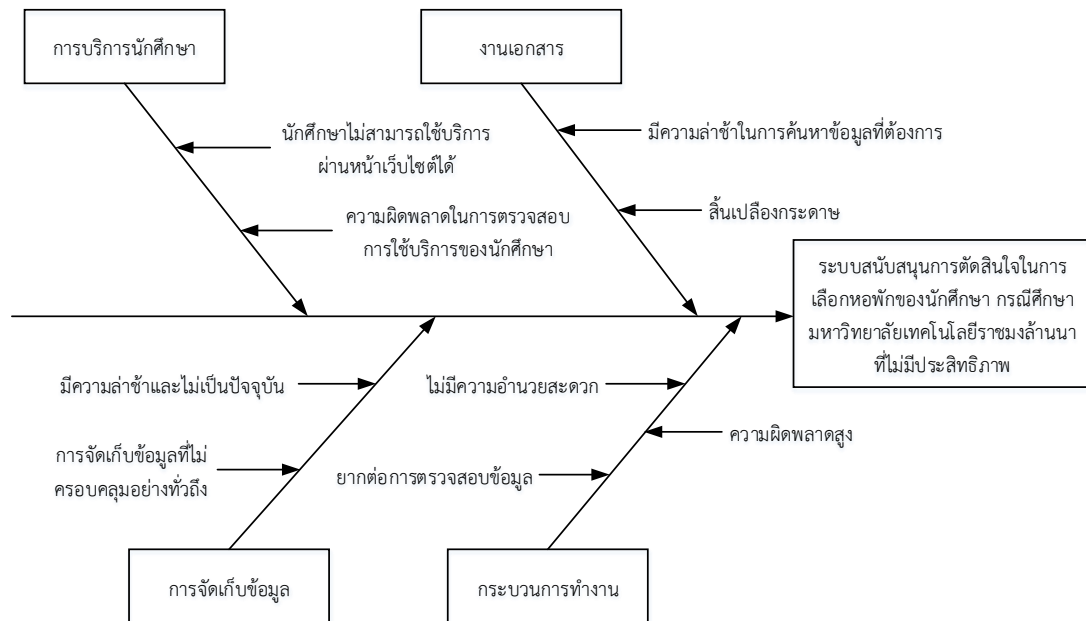 การบริการนักศึกษา
งานเอกสาร
นักศึกษาไม่สามารถใช้บริการ
ผ่านหน้าเว็บไซต์ได้
มีความล่าช้าในการค้นหาข้อมูลที่ต้องการ
ความผิดพลาดในการตรวจสอบ
การใช้บริการของนักศึกษา
สิ้นเปลืองกระดาษ
ระบบสนับสนุนการตัดสินใจในการ
เลือกหอพักของนักศึกษา กรณีศึกษา
มหาวิทยาลัยเทคโนโลยีราชมงล้านนา
ที่ไม่มีประสิทธิภาพ
มีความล่าช้าและไม่เป็นปัจจุบัน
ไม่มีความอำนวยสะดวก
ความผิดพลาดสูง
การจัดเก็บข้อมูลที่ไม่
ครอบคลุมอย่างทั่วถึง
ยากต่อการตรวจสอบข้อมูล
การจัดเก็บข้อมูล
กระบวนการทำงาน